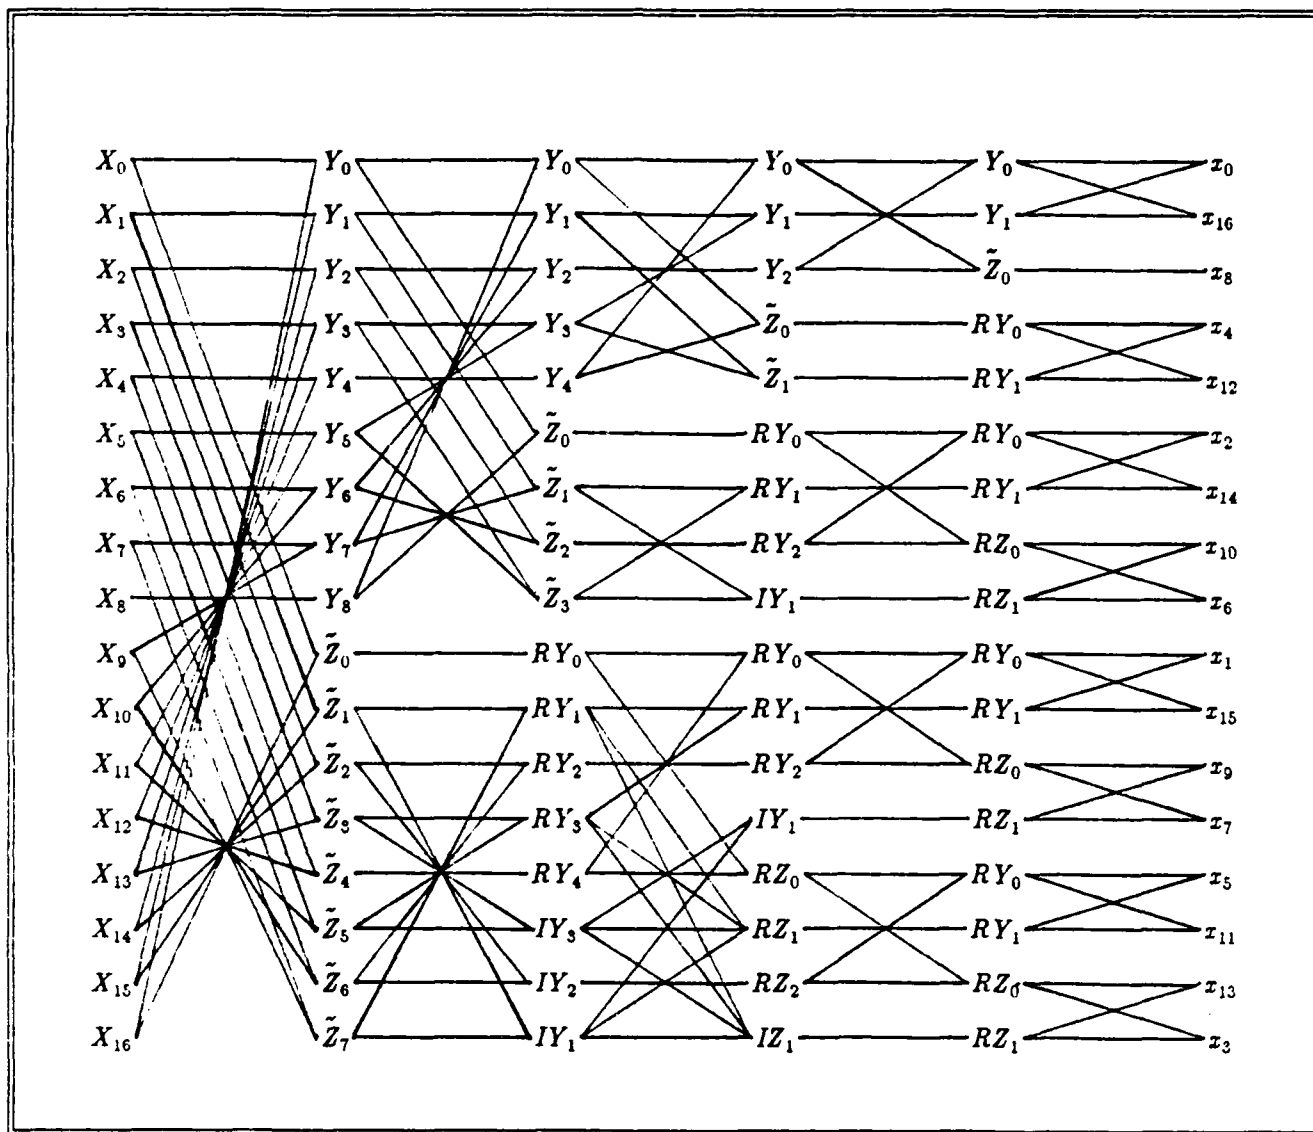 X₀ Y₀ Y₀ Y₀ Y₀ x₀
X₁ Y₁ Y₁ Y₁ Y₁ x₁₆
X₂ Y₂ Y₂ Y₂ Z̃₀ x₈
X₃ Y₃ Y₃ Z̃₀ RY₀ x₄
X₄ Y₄ Y₄ Z̃₁ RY₁ x₁₂
X₅ Y₅ Z̃₀ RY₀ RY₀ x₂
X₆ Y₆ Z̃₁ RY₁ RY₁ x₁₄
X₇ Y₇ Z̃₂ RY₂ RZ₀ x₁₀
X₈ Y₈ Z̃₃ IY₁ RZ₁ x₆
X₉ Z̃₀ RY₀ RY₀ RY₀ x₁
X₁₀ Z̃₁ RY₁ RY₁ RY₁ x₁₅
X₁₁ Z̃₂ RY₂ RY₂ RZ₀ x₉
X₁₂ Z̃₃ RY₃ IY₁ RZ₁ x₇
X₁₃ Z̃₄ RY₄ RZ₀ RY₀ x₅
X₁₄ Z̃₅ IY₃ RZ₁ RY₁ x₁₁
X₁₅ Z̃₆ IY₂ RZ₂ RZ₀ x₁₃
X₁₆ Z̃₇ IY₁ IZ₁ RZ₁ x₃